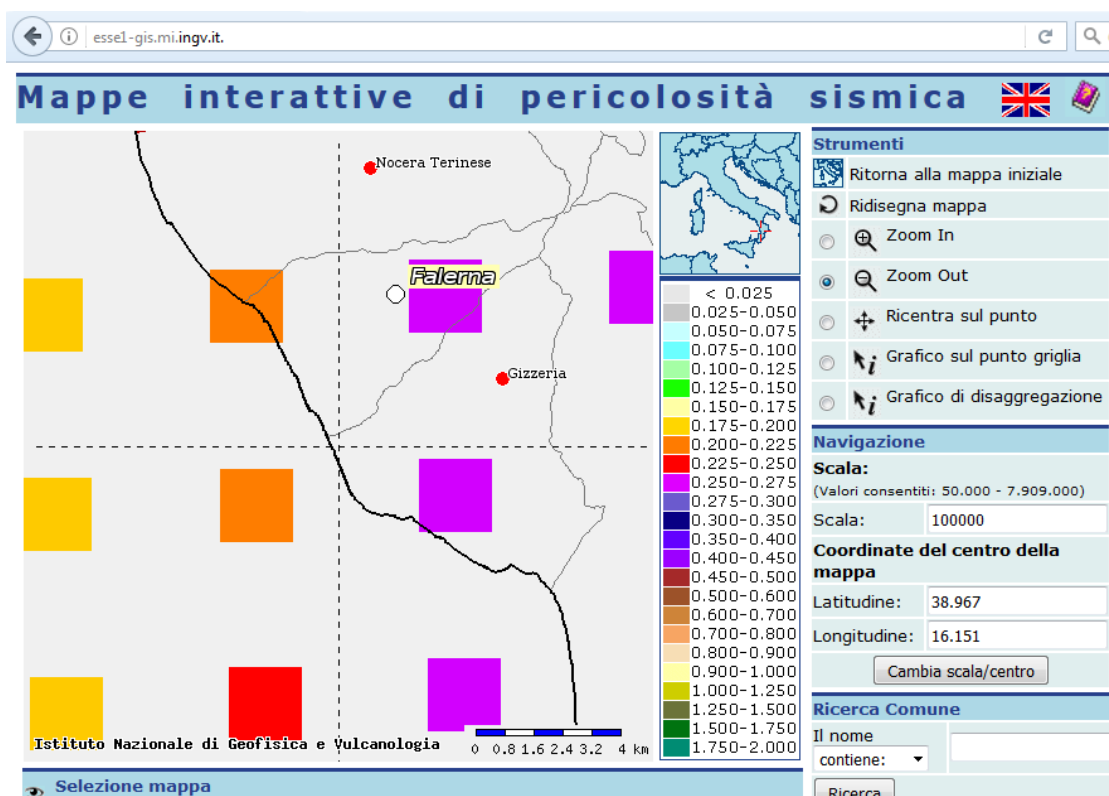 esse1-gis.mi.ingv.it.
Mappe interattive di pericolosità sismica
Nocera Terinese
Falerna
Gizzeria
Istituto Nazionale di Geofisica e Vulcanologia
0 0.8 1.6 2.4 3.2 4 km
< 0.025
0.025-0.050
0.050-0.075
0.075-0.100
0.100-0.125
0.125-0.150
0.150-0.175
0.175-0.200
0.200-0.225
0.225-0.250
0.250-0.275
0.275-0.300
0.300-0.350
0.350-0.400
0.400-0.450
0.450-0.500
0.500-0.600
0.600-0.700
0.700-0.800
0.800-0.900
0.900-1.000
1.000-1.250
1.250-1.500
1.500-1.750
1.750-2.000
Strumenti
Ritorna alla mappa iniziale
Ridisegna mappa
Zoom In
Zoom Out
Ricentra sul punto
Grafico sul punto griglia
Grafico di disaggregazione
Navigazione
Scala:
(Valori consentiti: 50.000 - 7.909.000)
Scala: 100000
Coordinate del centro della
mappa
Latitudine: 38.967
Longitudine: 16.151
Cambia scala/centro
Ricerca Comune
Il nome
contiene:
Ricerca
Selezione mappa